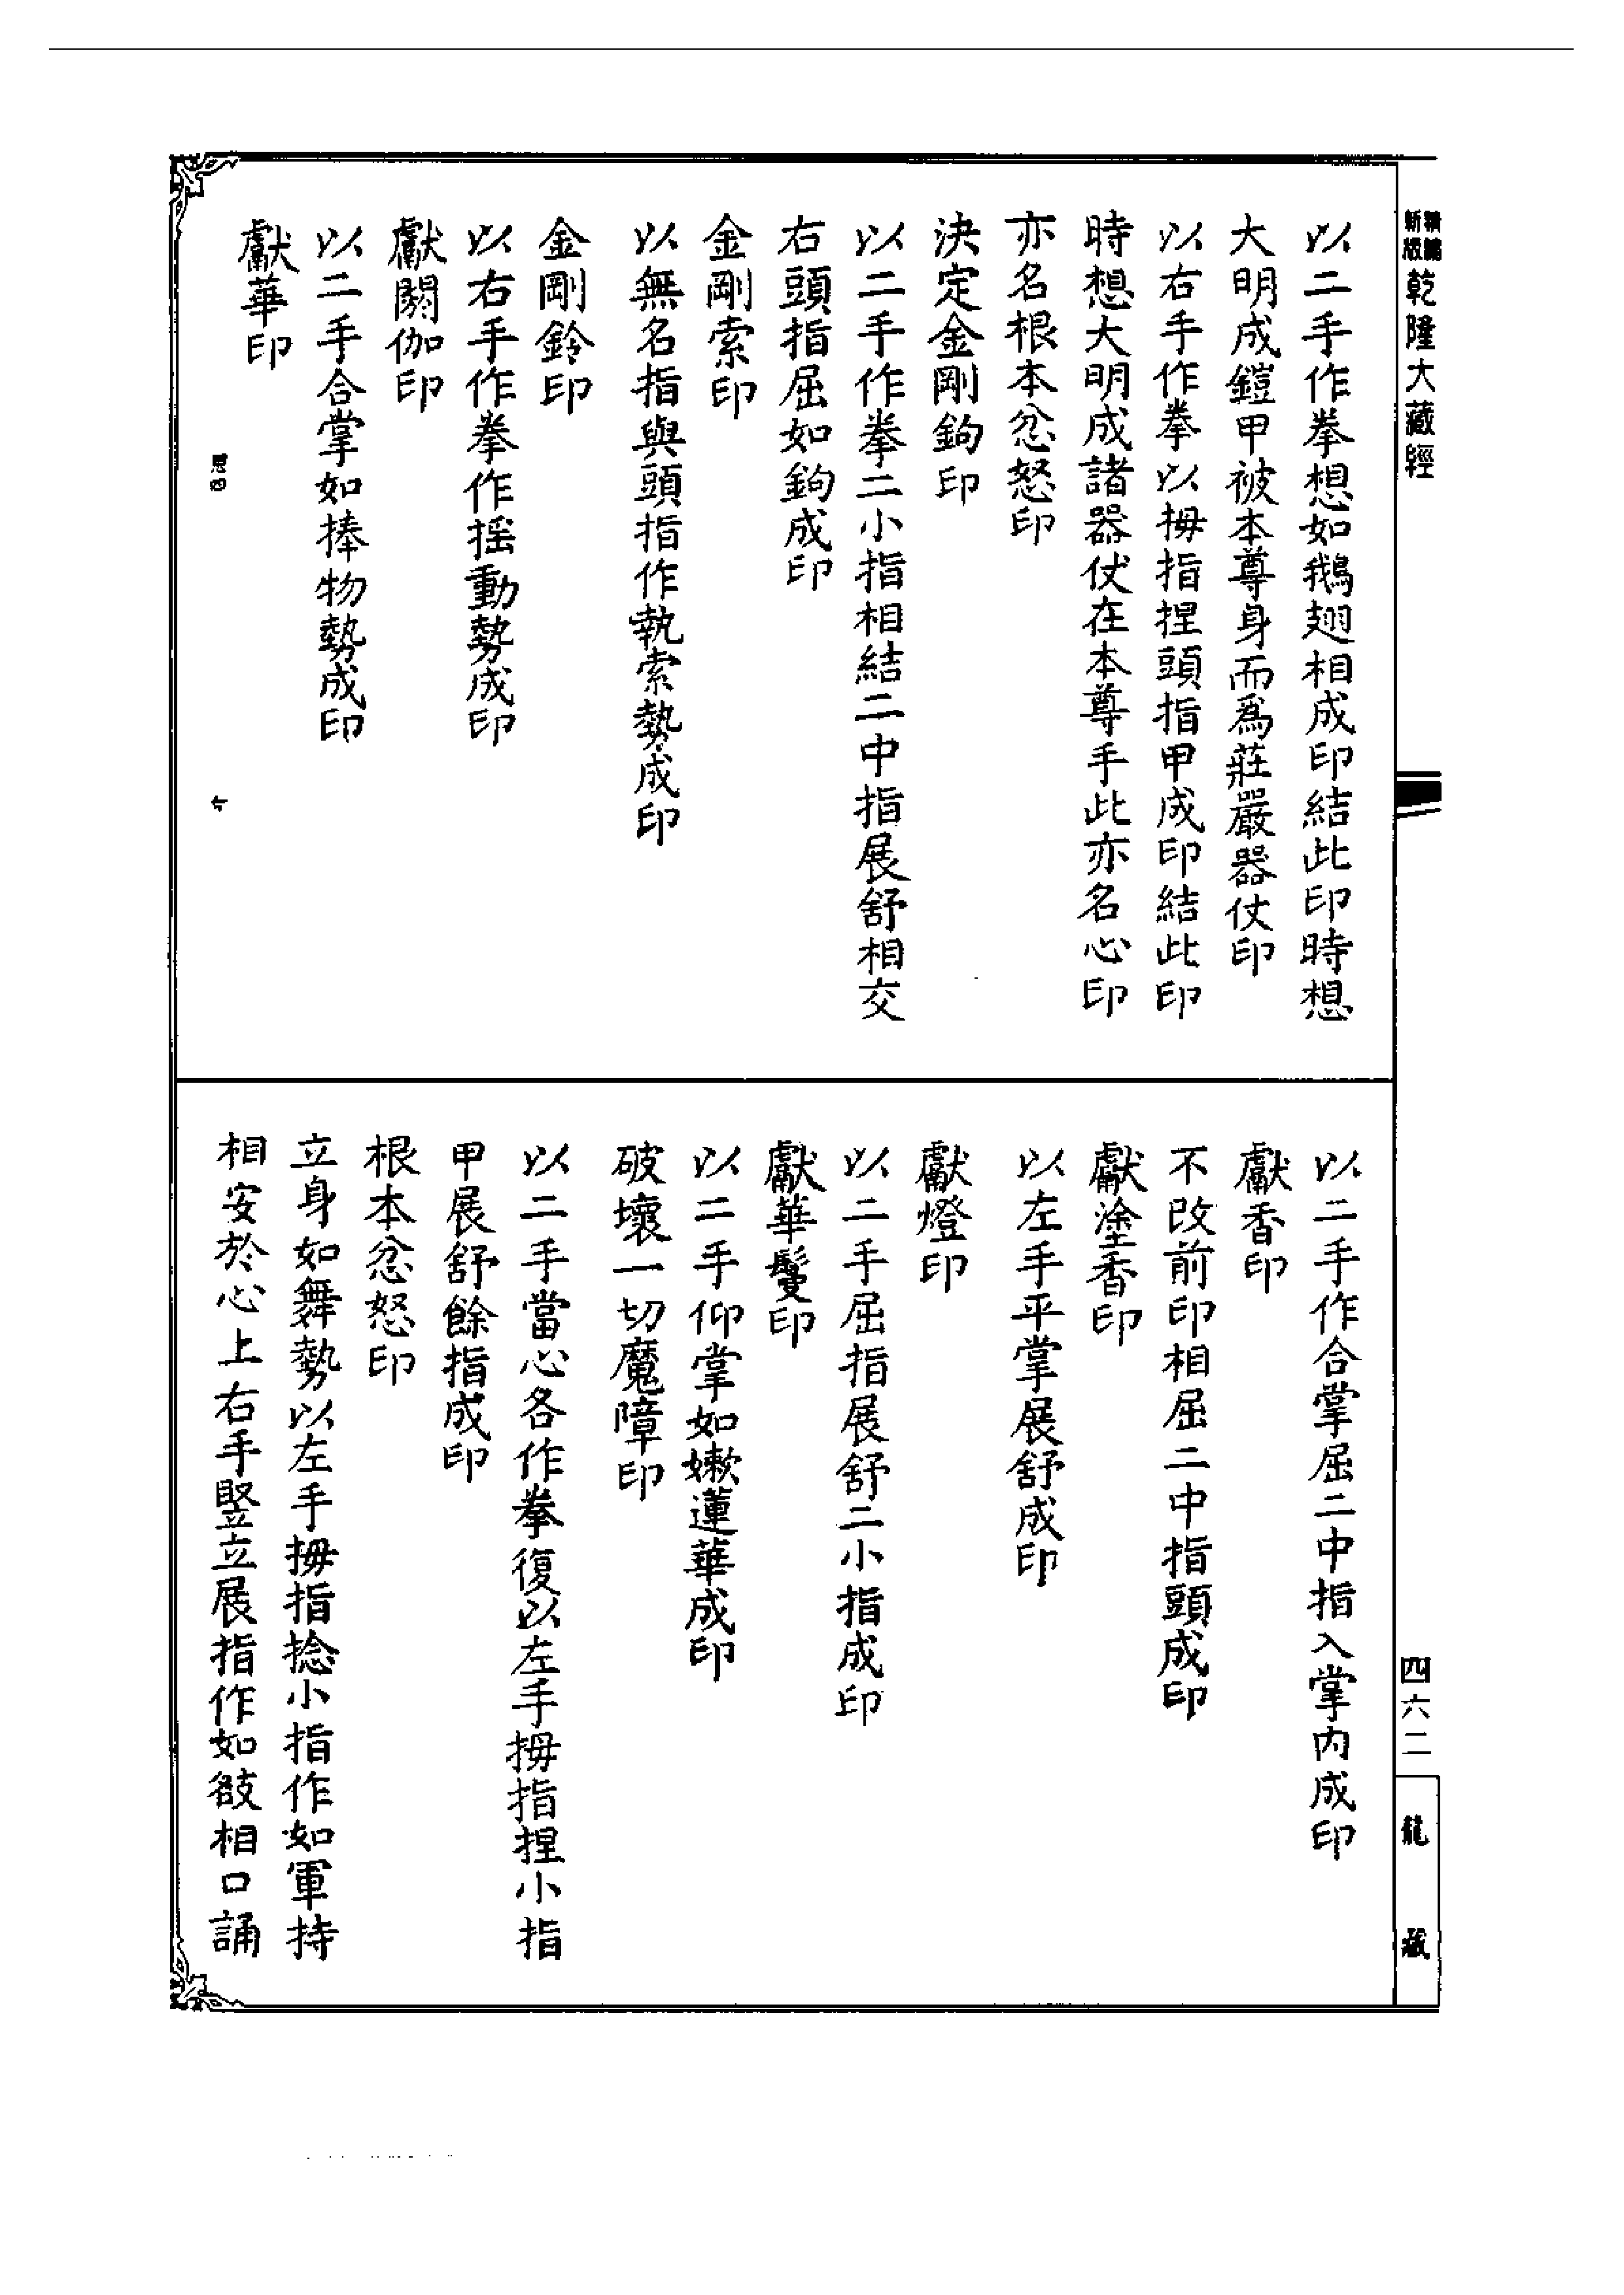 新版精編乾隆大藏經
四六二
龍藏
以二手作拳想如鵝翅相成印結此印時想
大明成鎧甲被本尊身而爲莊嚴器仗印
以右手作拳以拇指捏頭指甲成印結此印
時想大明成諸器仗在本尊手此亦名心印
亦名根本忿怒印
決定金剛鉤印
以二手作拳二小指相結二中指展舒相交
右頭指屈如鉤成印
金剛索印
以無名指與頭指作執索勢成印
金剛鈴印
以右手作拳作搖動勢成印
獻閼伽印
以二手合掌如捧物勢成印
獻華印
思四
七
以二手作合掌屈二中指入掌內成印
獻香印
不改前印相屈二中指頭成印
獻塗香印
以左手平掌展舒成印
獻燈印
以二手屈指展舒二小指成印
獻華鬘印
以二手仰掌如嫩蓮華成印
破壞一切魔障印
以二手當心各作拳復以左手拇指捏小指
甲展舒餘指成印
根本忿怒印
立身如舞勢以左手拇指捻小指作如軍持
相安於心上右手竪立展指作如㪉相口誦